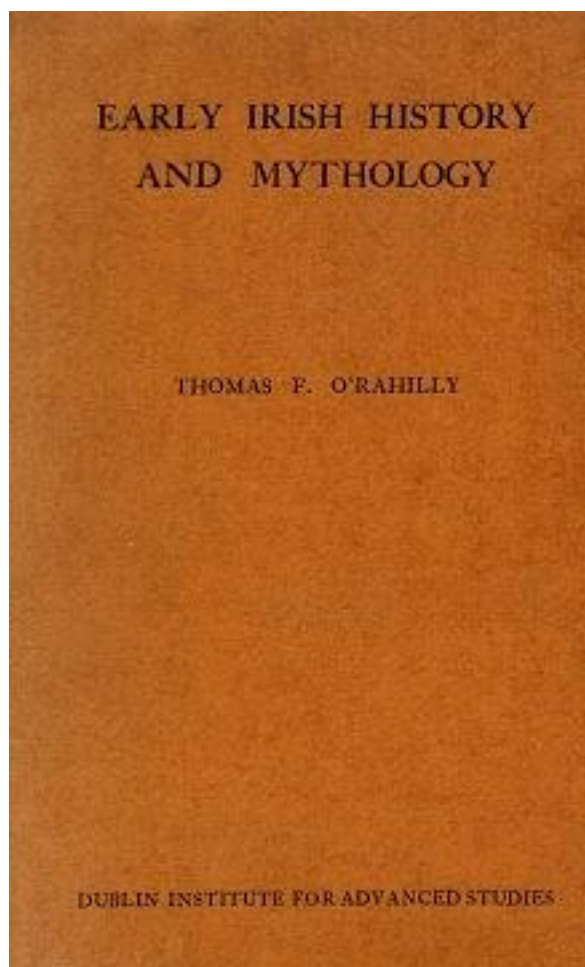 EARLY IRISH HISTORY
AND MYTHOLOGY
THOMAS F. O'RAHILLY
DUBLIN INSTITUTE FOR ADVANCED STUDIES